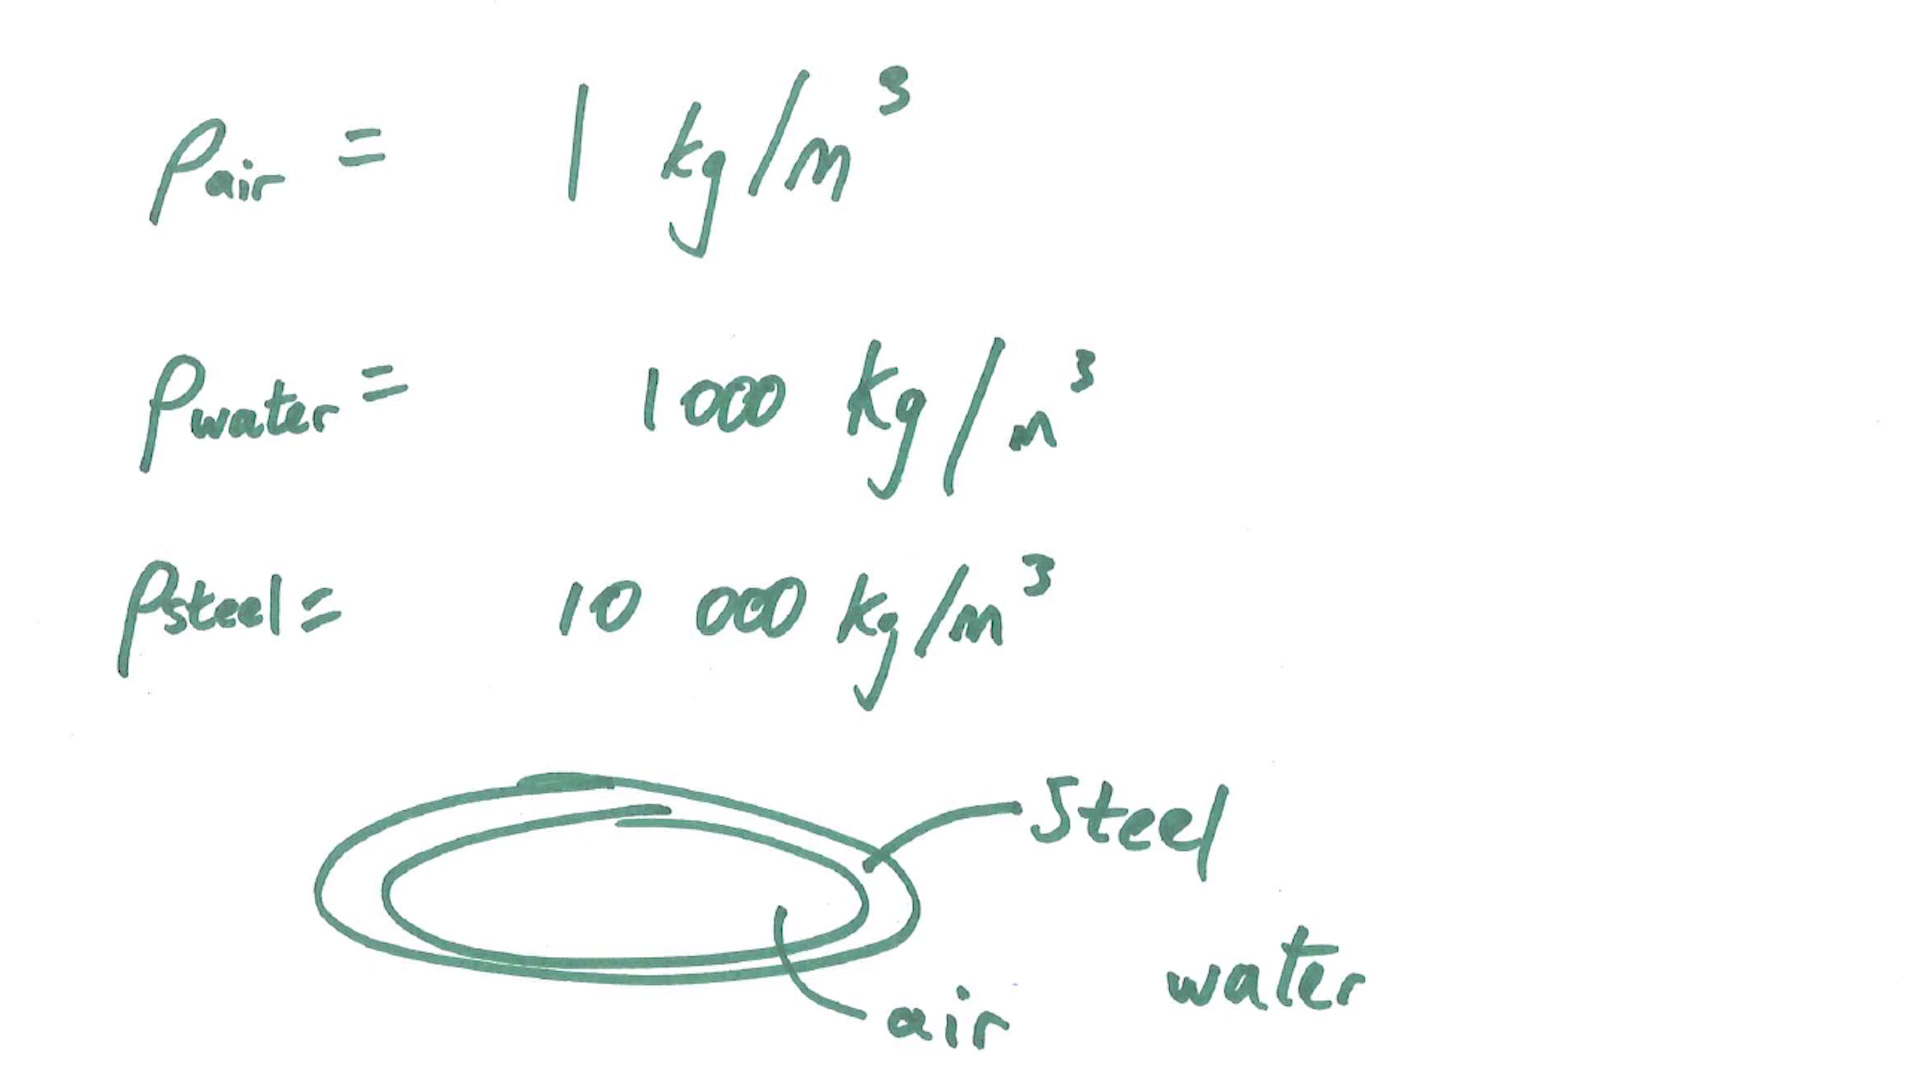 ρair = 1 kg/m³
ρwater = 1000 kg/m³
ρsteel = 10 000 kg/m³
Steel
water
air